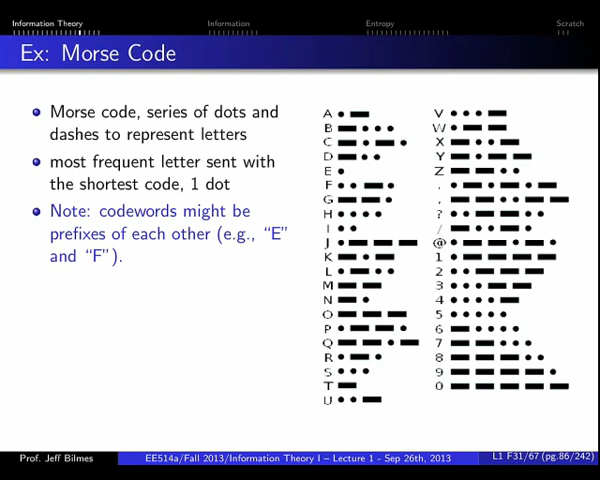 Information Theory Information Entropy Scratch
Ex: Morse Code
Morse code, series of dots and
dashes to represent letters
most frequent letter sent with
the shortest code, 1 dot
Note: codewords might be
prefixes of each other (e.g., “E”
and “F”).
A
B
C
D
E
F
G
H
I
J
K
L
M
N
O
P
Q
R
S
T
U
V
W
X
Y
Z
.
,
?
/
@
1
2
3
4
5
6
7
8
9
0
Prof. Jeff Bilmes EE514a/Fall 2013/Information Theory I – Lecture 1 - Sep 26th, 2013 L1 F31/67 (pg.86/242)